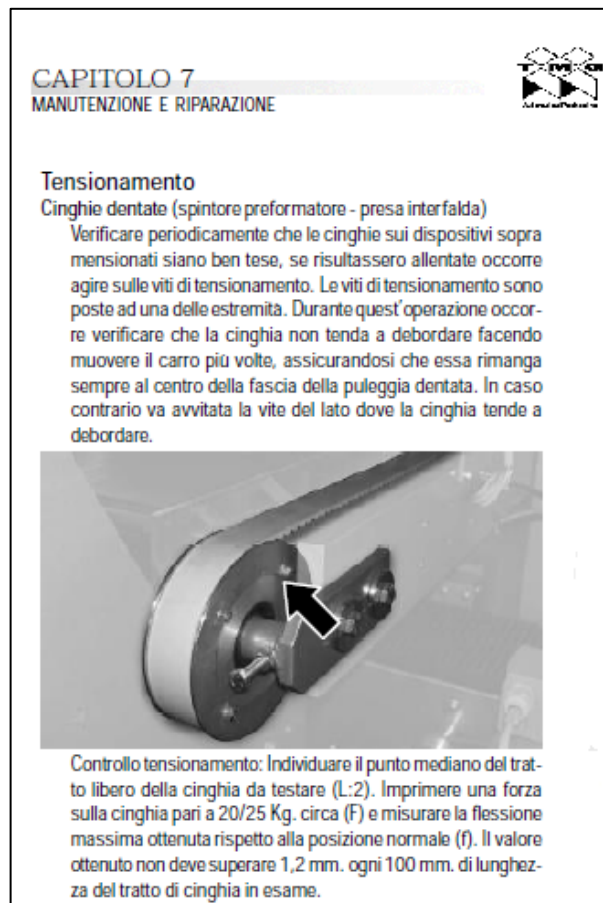 CAPITOLO 7
MANUTENZIONE E RIPARAZIONE
TMG
Tensionamento
Cinghie dentate (spintore preformatore - presa interfalda)
Verificare periodicamente che le cinghie sui dispositivi sopra
mensionati siano ben tese, se risultassero allentate occorre
agire sulle viti di tensionamento. Le viti di tensionamento sono
poste ad una delle estremità. Durante quest'operazione occor-
re verificare che la cinghia non tenda a debordare facendo
muovere il carro più volte, assicurandosi che essa rimanga
sempre al centro della fascia della puleggia dentata. In caso
contrario va avvitata la vite del lato dove la cinghia tende a
debordare.
Controllo tensionamento: Individuare il punto mediano del trat-
to libero della cinghia da testare (L:2). Imprimere una forza
sulla cinghia pari a 20/25 Kg. circa (F) e misurare la flessione
massima ottenuta rispetto alla posizione normale (f). Il valore
ottenuto non deve superare 1,2 mm. ogni 100 mm. di lunghez-
za del tratto di cinghia in esame.